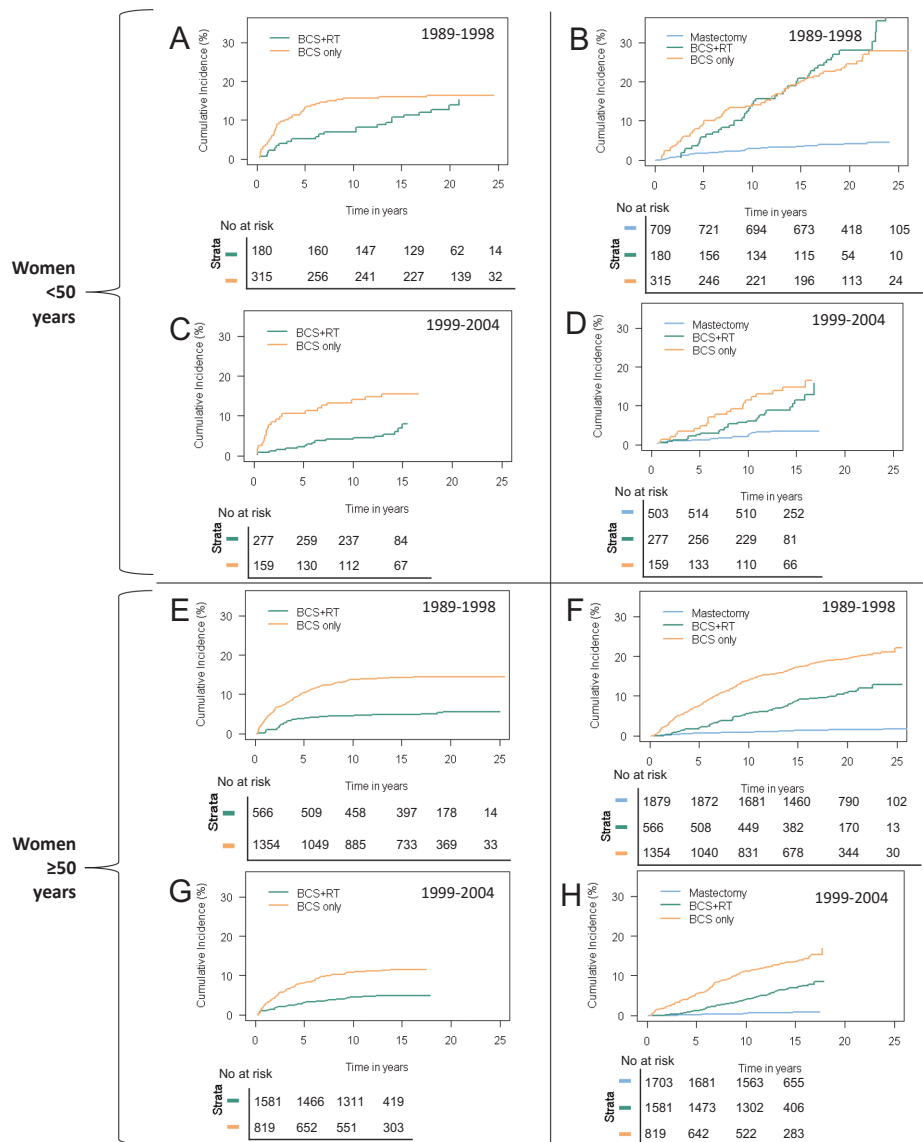 Women
<50
years
A
1989-1998
BCS+RT
BCS only
Cumulative Incidence (%)
30
20
10
0
0 5 10 15 20 25
Time in years
No at risk
Strata
180 160 147 129 62 14
315 256 241 227 139 32
B
1989-1998
Mastectomy
BCS+RT
BCS only
Cumulative Incidence (%)
30
20
10
0
0 5 10 15 20 25
Time in years
No at risk
Strata
709 721 694 673 418 105
180 156 134 115 54 10
315 246 221 196 113 24
C
1999-2004
BCS+RT
BCS only
Cumulative Incidence (%)
30
20
10
0
0 5 10 15 20 25
Time in years
No at risk
Strata
277 259 237 84
159 130 112 67
D
1999-2004
Mastectomy
BCS+RT
BCS only
Cumulative Incidence (%)
30
20
10
0
0 5 10 15 20 25
Time in years
No at risk
Strata
503 514 510 252
277 256 229 81
159 133 110 66
Women
≥50
years
E
1989-1998
BCS+RT
BCS only
Cumulative Incidence (%)
30
20
10
0
0 5 10 15 20 25
Time in years
No at risk
Strata
566 509 458 397 178 14
1354 1049 885 733 369 33
F
1989-1998
Mastectomy
BCS+RT
BCS only
Cumulative Incidence (%)
30
20
10
0
0 5 10 15 20 25
Time in years
No at risk
Strata
1879 1872 1681 1460 790 102
566 508 449 382 170 13
1354 1040 831 678 344 30
G
1999-2004
BCS+RT
BCS only
Cumulative Incidence (%)
30
20
10
0
0 5 10 15 20 25
Time in years
No at risk
Strata
1581 1466 1311 419
819 652 551 303
H
1999-2004
Mastectomy
BCS+RT
BCS only
Cumulative Incidence (%)
30
20
10
0
0 5 10 15 20 25
Time in years
No at risk
Strata
1703 1681 1563 655
1581 1473 1302 406
819 642 522 283